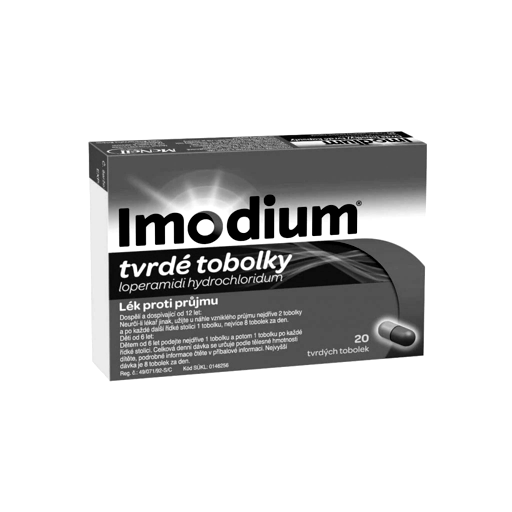 McNeil
Imodium®
tvrdé tobolky
loperamidi hydrochloridum
Lék proti průjmu
Dospělí a dospívající od 12 let:
Neurčí-li lékař jinak, užijte u náhle vzniklého průjmu nejdříve 2 tobolky
a po každé další řídké stolici 1 tobolku, nejvíce 8 tobolek za den.
Děti od 6 let:
Dětem od 6 let podejte nejdříve 1 tobolku a potom 1 tobolku po každé
řídké stolici. Celková denní dávka se určuje podle tělesné hmotnosti
dítěte, podrobné informace čtěte v příbalové informaci. Nejvyšší
dávka je 8 tobolek za den.
Reg. č.: 49/071/92-S/C Kód SÚKL: 0146256
20
tvrdých tobolek
imodium